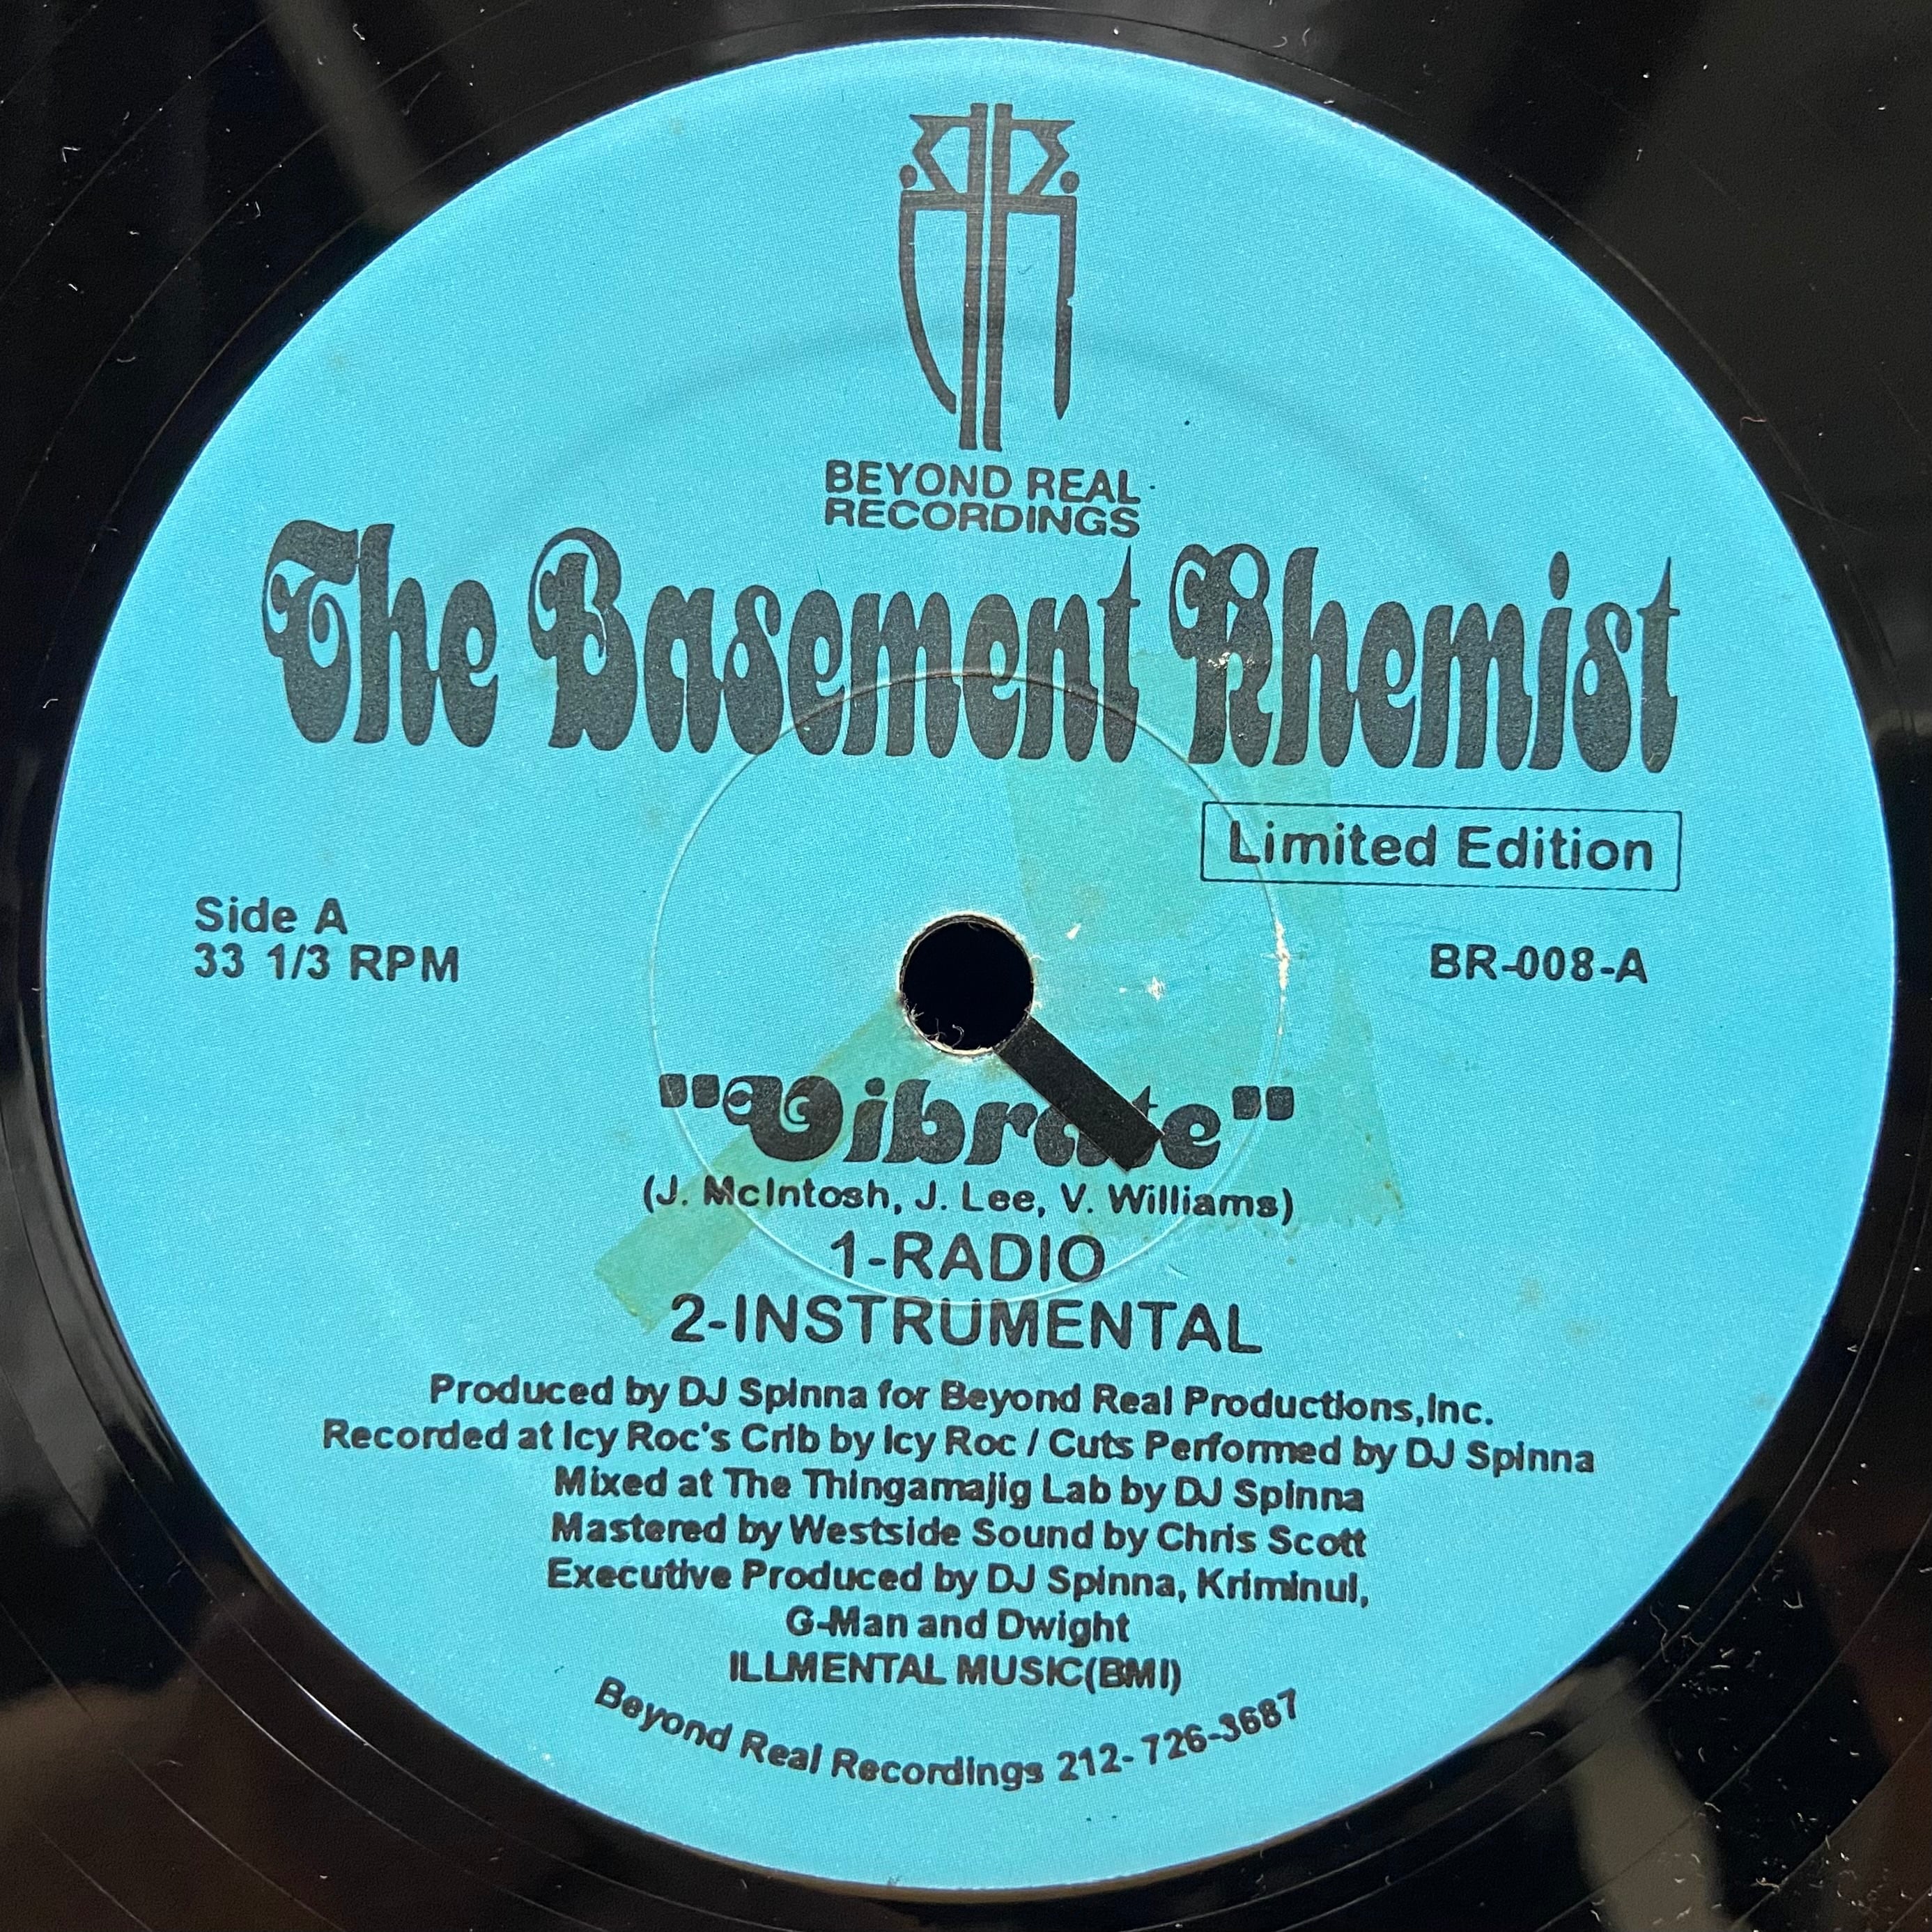 BEYOND REAL
RECORDINGS
The Basement Khemist
Limited Edition
Side A
33 1/3 RPM
BR-008-A
"Vibrate"
(J. McIntosh, J. Lee, V. Williams)
1-RADIO
2-INSTRUMENTAL
Produced by DJ Spinna for Beyond Real Productions,Inc.
Recorded at Icy Roc's Crib by Icy Roc / Cuts Performed by DJ Spinna
Mixed at The Thingamajig Lab by DJ Spinna
Mastered by Westside Sound by Chris Scott
Executive Produced by DJ Spinna, Kriminul,
G-Man and Dwight
ILLMENTAL MUSIC(BMI)
Beyond Real Recordings 212-726-3687